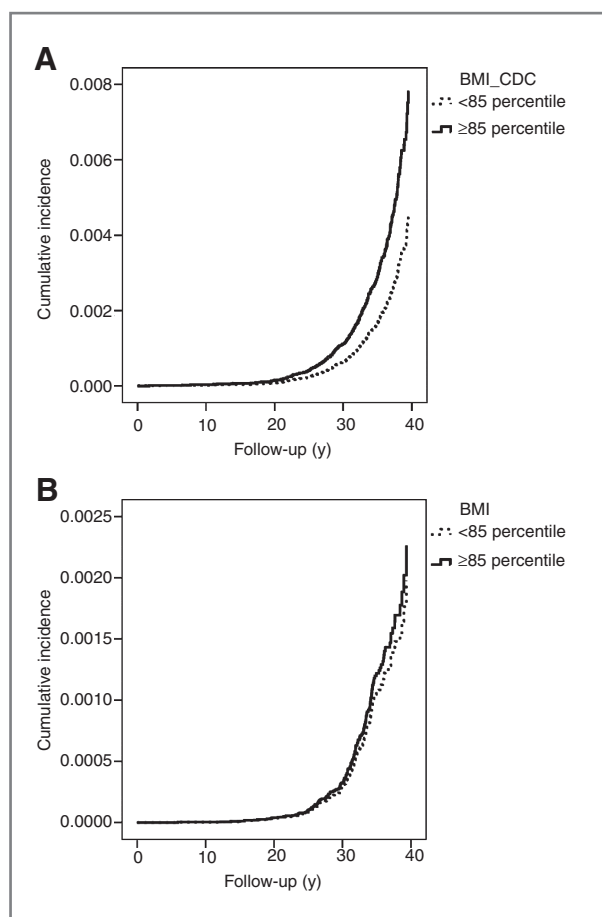 A
BMI_CDC
<85 percentile
≥85 percentile
0.008
0.006
0.004
0.002
0.000
Cumulative incidence
0 10 20 30 40
Follow-up (y)
B
BMI
<85 percentile
≥85 percentile
0.0025
0.0020
0.0015
0.0010
0.0005
0.0000
Cumulative incidence
0 10 20 30 40
Follow-up (y)